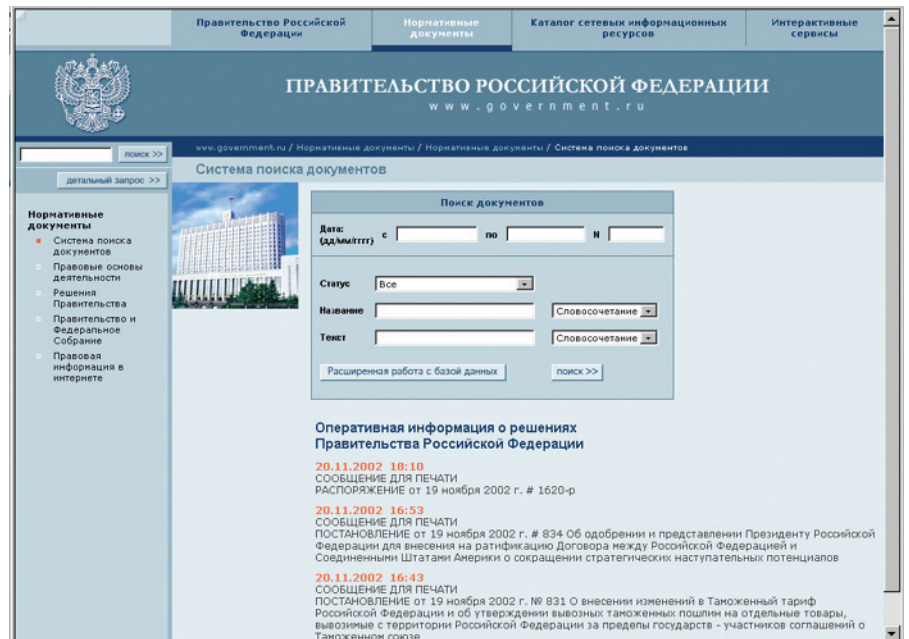 Правительство Российской
Федерации
Нормативные
документы
Каталог сетевых информационных
ресурсов
Интерактивные
сервисы
ПРАВИТЕЛЬСТВО РОССИЙСКОЙ ФЕДЕРАЦИИ
www.government.ru
поиск >>
www.government.ru / Нормативные документы / Нормативные документы / Система поиска документов
детальный запрос >>
Система поиска документов
Нормативные
документы
Система поиска
документов
Правовые основы
деятельности
Решения
Правительства
Правительство и
Федеральное
Собрание
Правовая
информация в
интернете
Поиск документов
Дата:
(дд/мм/гггг) с по N
Статус Все
Название Словосочетание
Текст Словосочетание
Расширенная работа с базой данных поиск >>
Оперативная информация о решениях
Правительства Российской Федерации
20.11.2002 18:10
СООБЩЕНИЕ ДЛЯ ПЕЧАТИ
РАСПОРЯЖЕНИЕ от 19 ноября 2002 г. # 1620-р
20.11.2002 16:53
СООБЩЕНИЕ ДЛЯ ПЕЧАТИ
ПОСТАНОВЛЕНИЕ от 19 ноября 2002 г. # 834 Об одобрении и представлении Президенту Российской
Федерации для внесения на ратификацию Договора между Российской Федерацией и
Соединенными Штатами Америки о сокращении стратегических наступательных потенциалов
20.11.2002 16:43
СООБЩЕНИЕ ДЛЯ ПЕЧАТИ
ПОСТАНОВЛЕНИЕ от 19 ноября 2002 г. № 831 О внесении изменений в Таможенный тариф
Российской Федерации и об утверждении вывозных таможенных пошлин на отдельные товары,
вывозимые с территории Российской Федерации за пределы государств - участников соглашений о
Таможенном союзе